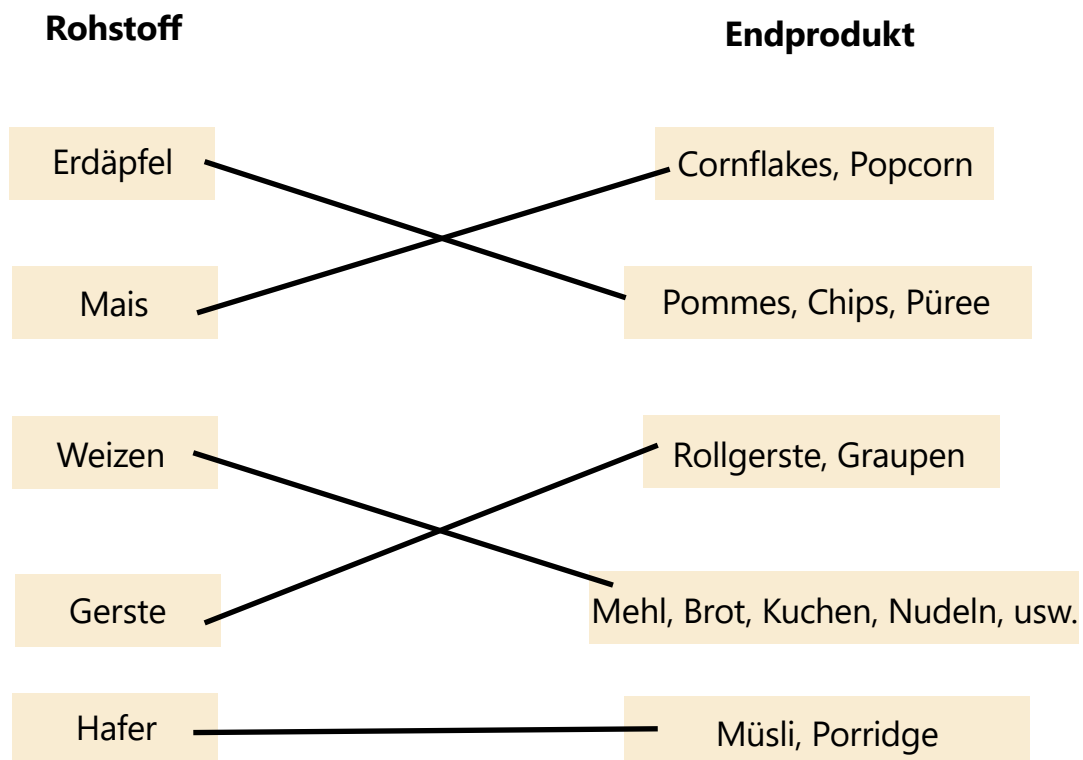 Rohstoff
Endprodukt
Erdäpfel
Cornflakes, Popcorn
Mais
Pommes, Chips, Püree
Weizen
Rollgerste, Graupen
Gerste
Mehl, Brot, Kuchen, Nudeln, usw.
Hafer
Müsli, Porridge